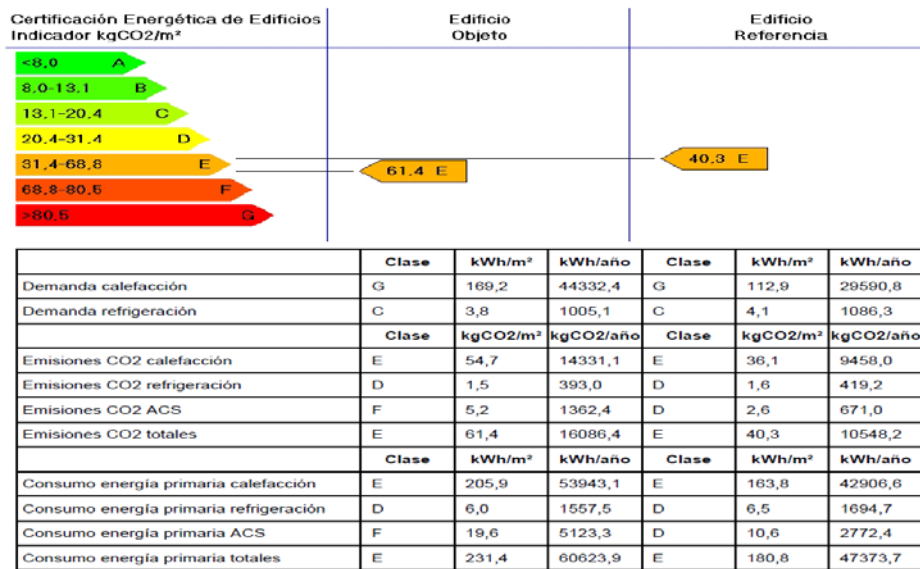 Certificación Energética de Edificios
Indicador kgCO2/m²
Edificio
Objeto
Edificio
Referencia
<8,0 A
8,0-13,1 B
13,1-20,4 C
20,4-31,4 D
31,4-68,8 E
68,8-80,5 F
>80,5 G
61,4 E
40,3 E
Clase kWh/m² kWh/año Clase kWh/m² kWh/año
Demanda calefacción G 169,2 44332,4 G 112,9 29590,8
Demanda refrigeración C 3,8 1005,1 C 4,1 1086,3
Clase kgCO2/m² kgCO2/año Clase kgCO2/m² kgCO2/año
Emisiones CO2 calefacción E 54,7 14331,1 E 36,1 9458,0
Emisiones CO2 refrigeración D 1,5 393,0 D 1,6 419,2
Emisiones CO2 ACS F 5,2 1362,4 D 2,6 671,0
Emisiones CO2 totales E 61,4 16086,4 E 40,3 10548,2
Clase kWh/m² kWh/año Clase kWh/m² kWh/año
Consumo energía primaria calefacción E 205,9 53943,1 E 163,8 42906,6
Consumo energía primaria refrigeración D 6,0 1557,5 D 6,5 1694,7
Consumo energía primaria ACS F 19,6 5123,3 D 10,6 2772,4
Consumo energía primaria totales E 231,4 60623,9 E 180,8 47373,7